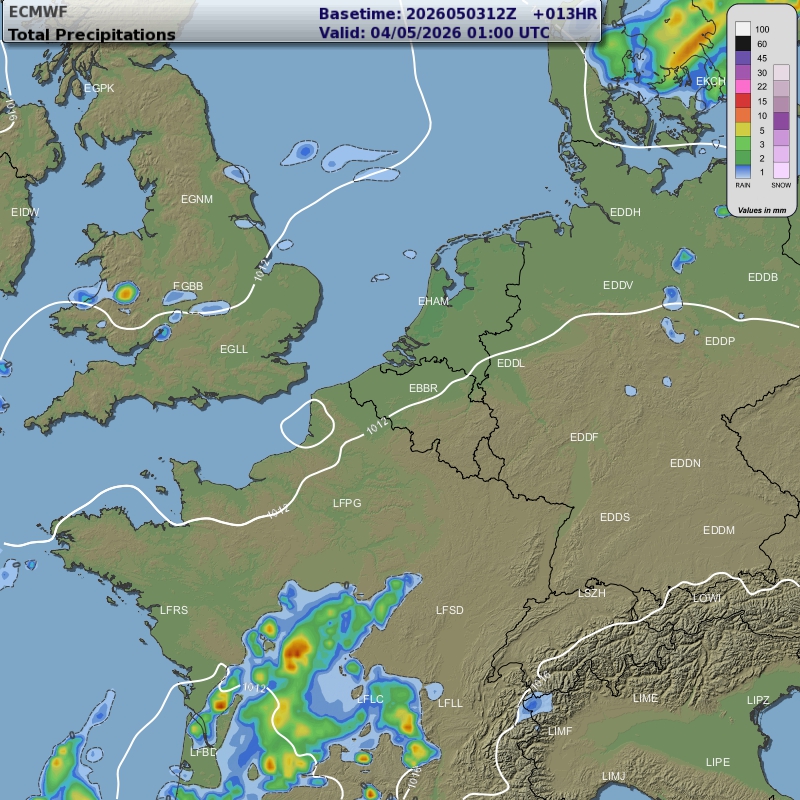 ECMWF
Basetime: 2026050312Z +013HR
Total Precipitations
Valid: 04/05/2026 01:00 UTC
100
60
45
30
22
15
10
5
3
2
1
RAIN SNOW
Values in mm
EGPK
EKCH
1016
EGNM
EIDW
EDDH
1012
EGBB
EDDV
EDDB
EHAM
EDDP
EGLL
EDDL
EBBR
1012
EDDF
EDDN
LFPG
1012
EDDS
EDDM
LSZH
LOWI
LFRS
LFSD
1012
LFLC
LFLL
LIME
LIPZ
LIMF
LFBD
LIPE
1016
LIMJ